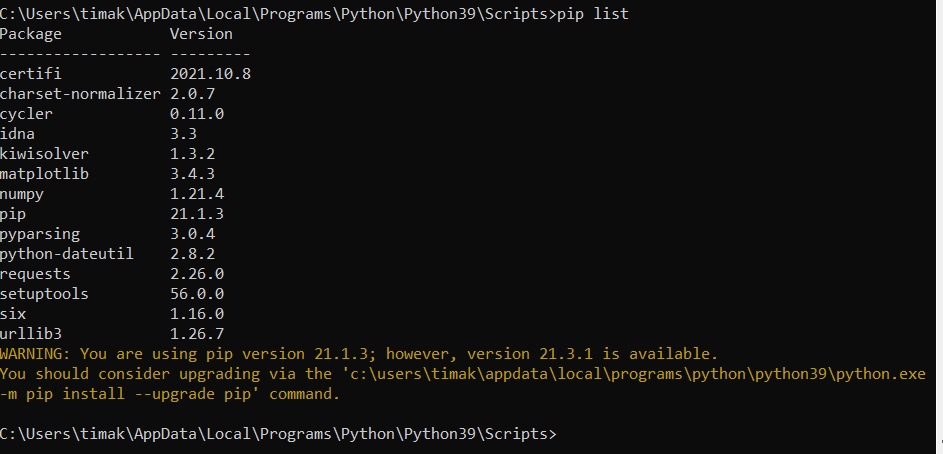 C:\Users\timak\AppData\Local\Programs\Python\Python39\Scripts>pip list
Package           Version
----------------- ---------
certifi           2021.10.8
charset-normalizer 2.0.7
cycler            0.11.0
idna              3.3
kiwisolver        1.3.2
matplotlib        3.4.3
numpy             1.21.4
pip               21.1.3
pyparsing         3.0.4
python-dateutil   2.8.2
requests          2.26.0
setuptools        56.0.0
six               1.16.0
urllib3           1.26.7
WARNING: You are using pip version 21.1.3; however, version 21.3.1 is available.
You should consider upgrading via the 'c:\users\timak\appdata\local\programs\python\python39\python.exe
-m pip install --upgrade pip' command.
C:\Users\timak\AppData\Local\Programs\Python\Python39\Scripts>